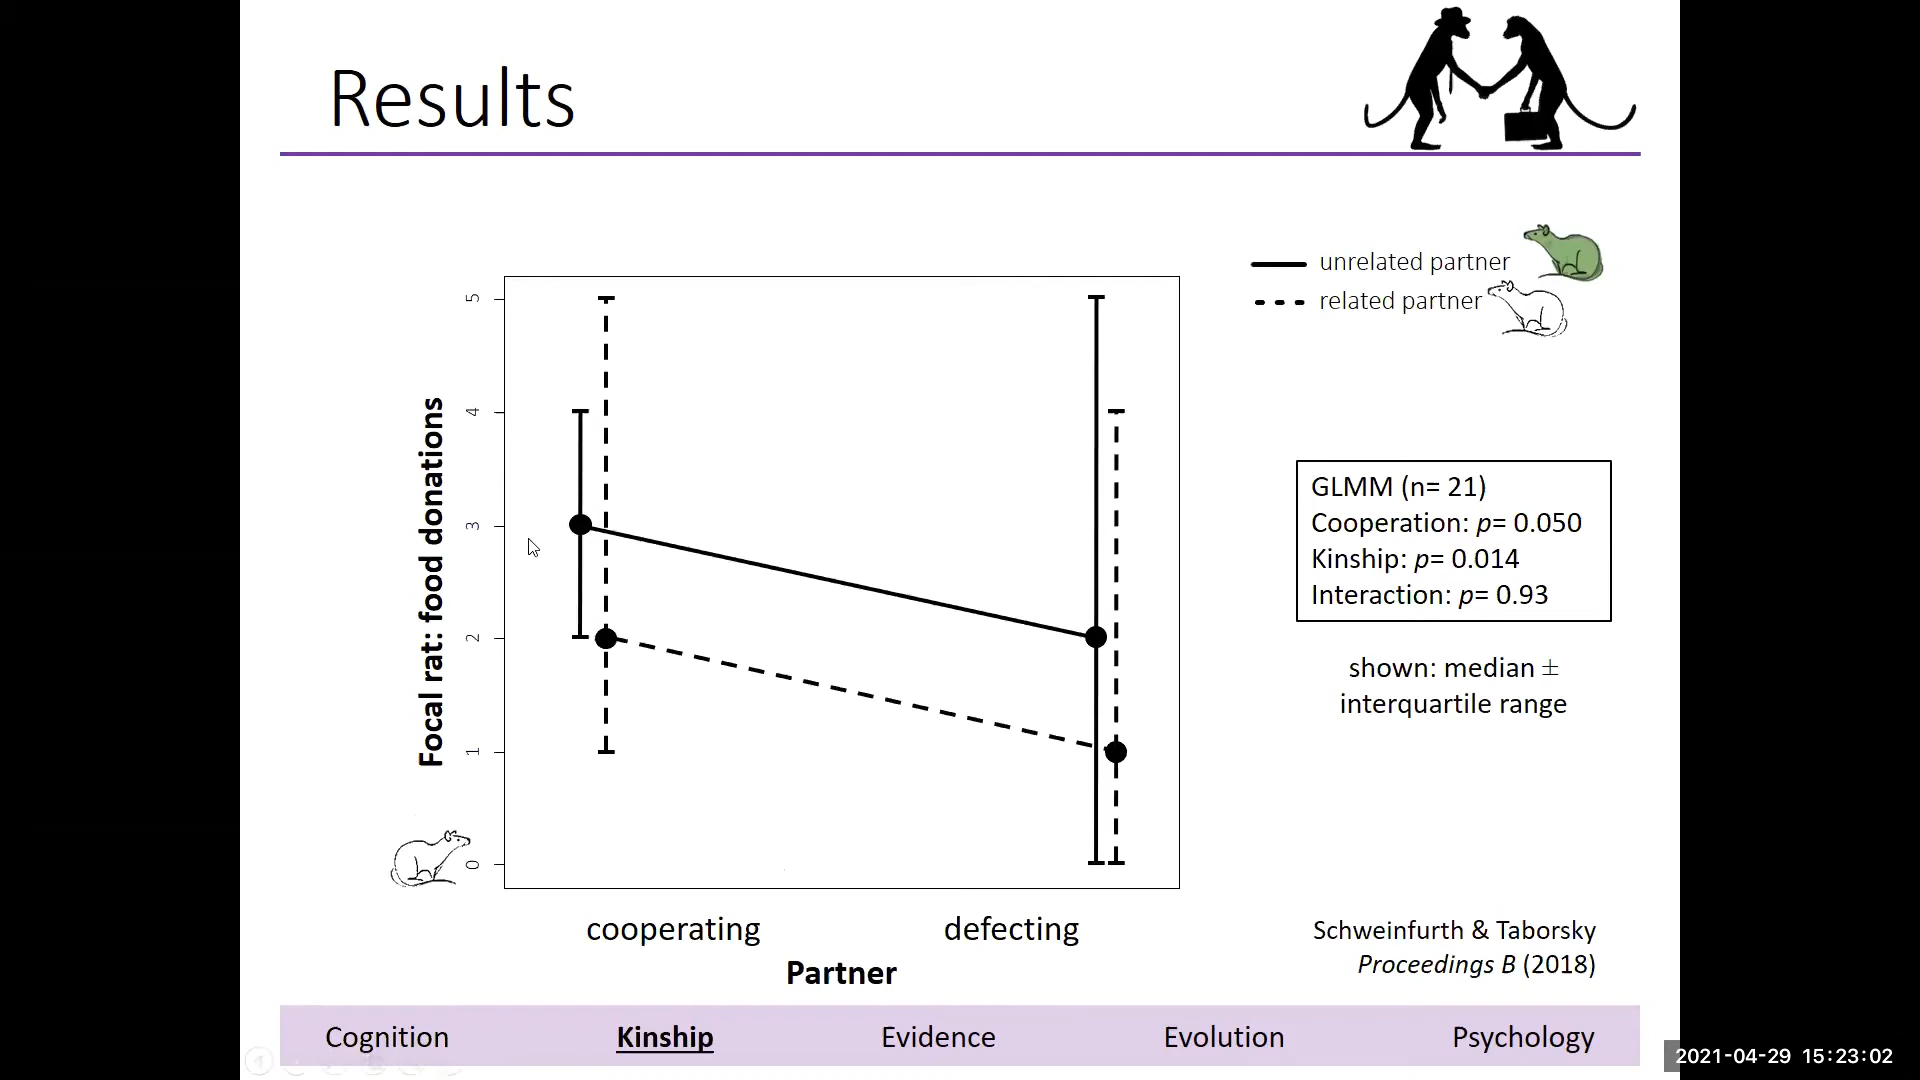 Results
unrelated partner
related partner
5
4
3
2
1
0
Focal rat: food donations
GLMM (n= 21)
Cooperation: p= 0.050
Kinship: p= 0.014
Interaction: p= 0.93
shown: median ±
interquartile range
cooperating
defecting
Partner
Schweinfurth & Taborsky
Proceedings B (2018)
Cognition
Kinship
Evidence
Evolution
Psychology
2021-04-29 15:23:02